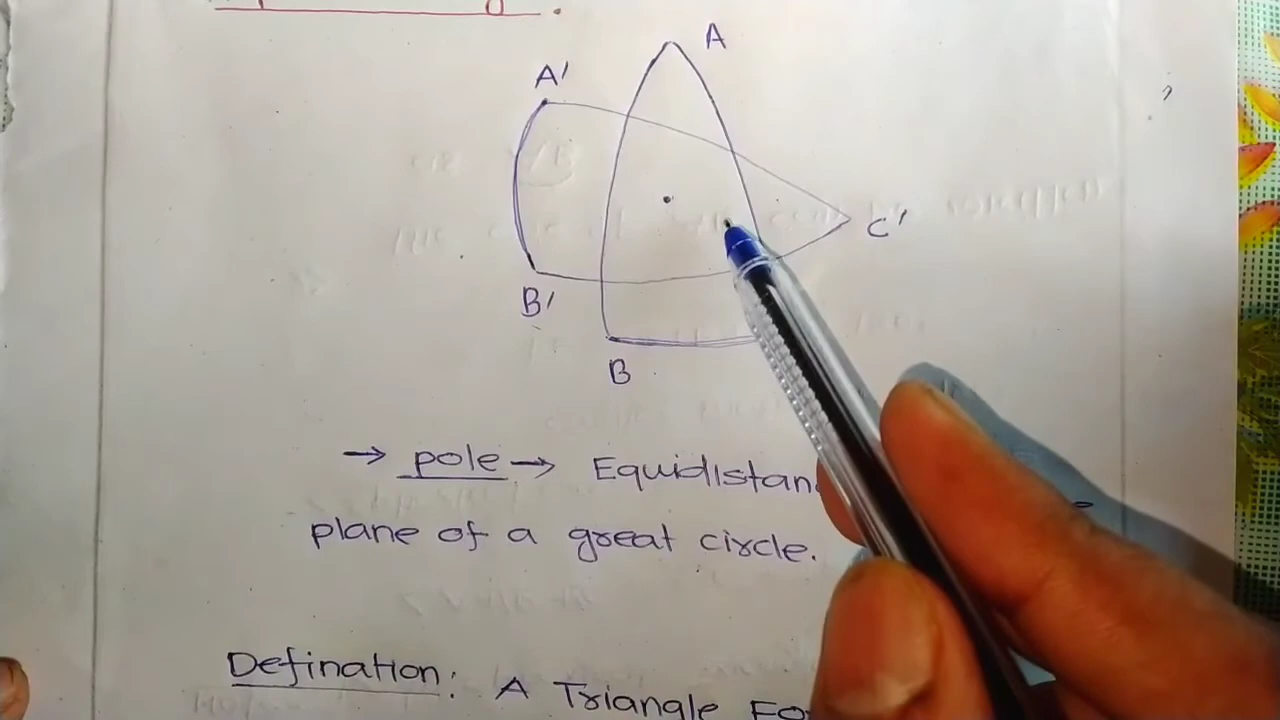 A
A'
C'
B'
B
→ pole → Equidistan
plane of a great circle.
Defination: A Triangle Fo